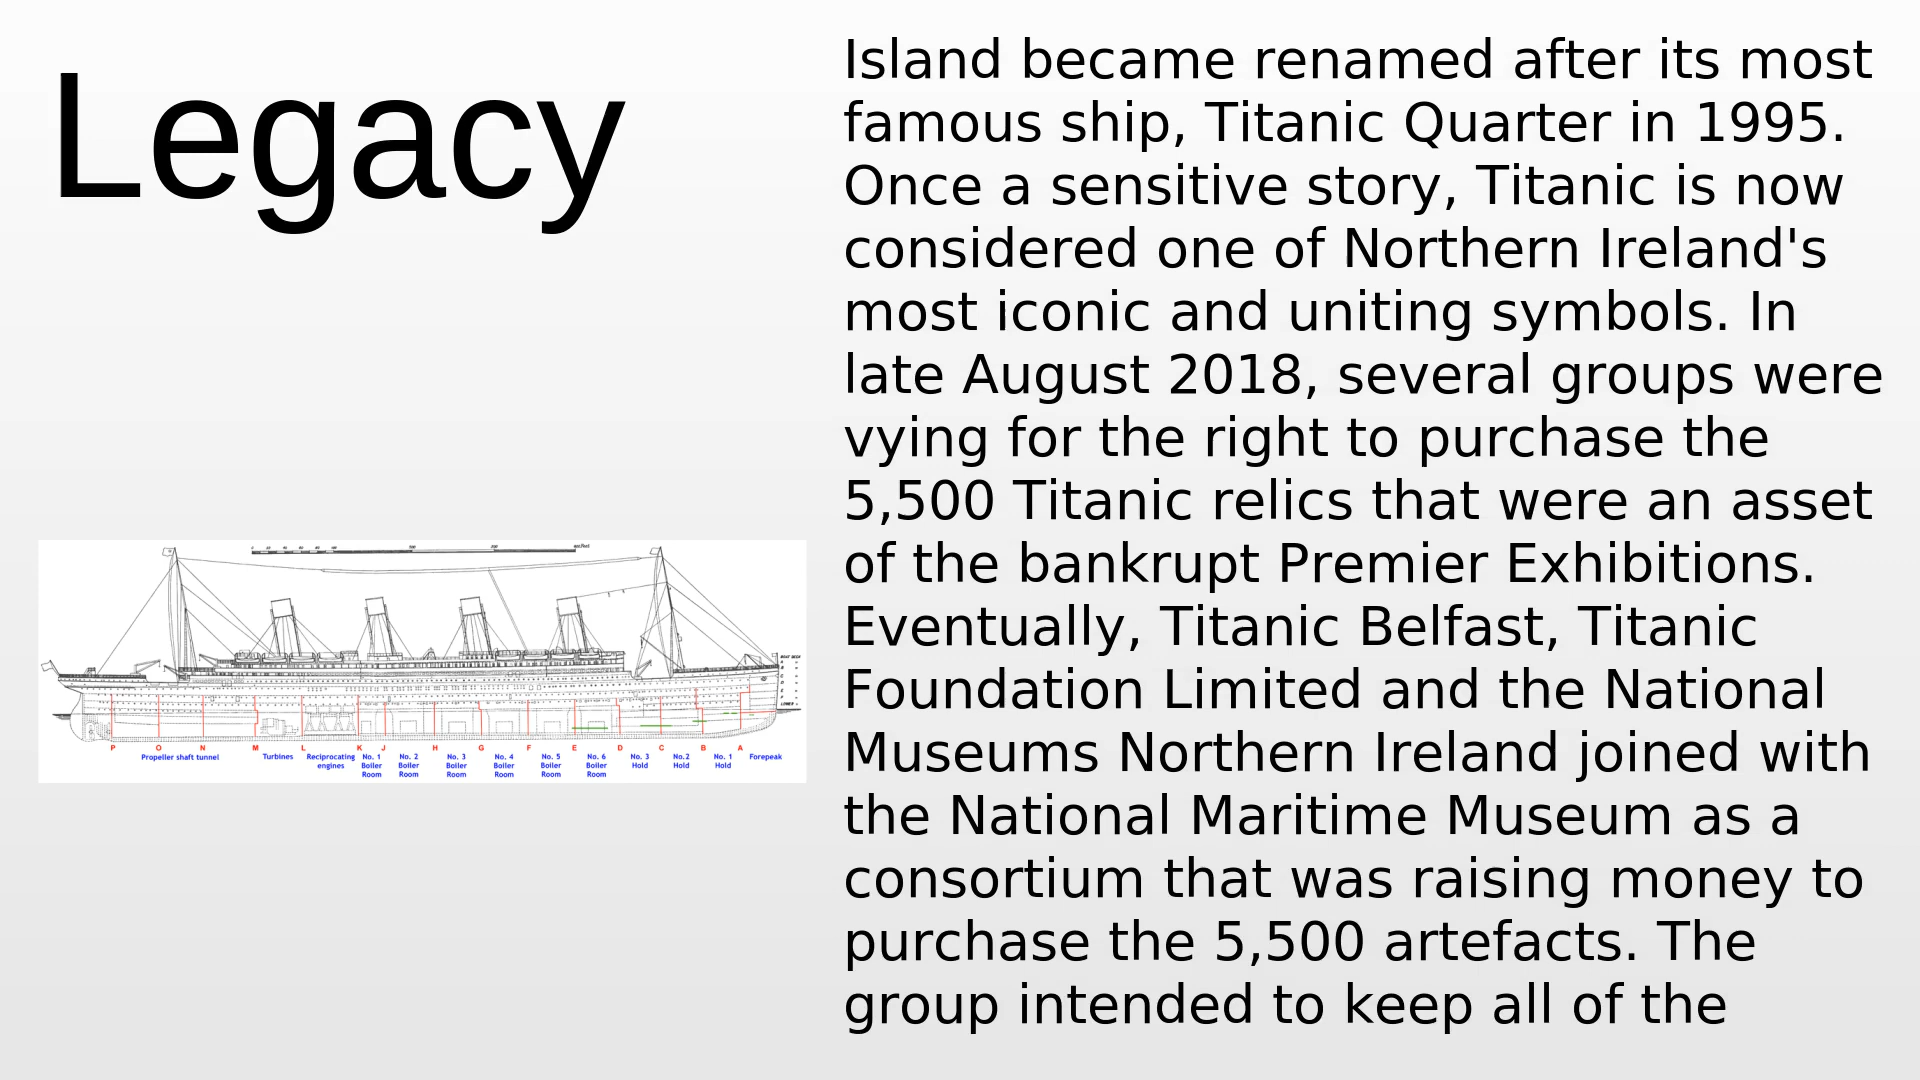 Legacy
Island became renamed after its most
famous ship, Titanic Quarter in 1995.
Once a sensitive story, Titanic is now
considered one of Northern Ireland's
most iconic and uniting symbols. In
late August 2018, several groups were
vying for the right to purchase the
5,500 Titanic relics that were an asset
of the bankrupt Premier Exhibitions.
Eventually, Titanic Belfast, Titanic
Foundation Limited and the National
Museums Northern Ireland joined with
the National Maritime Museum as a
consortium that was raising money to
purchase the 5,500 artefacts. The
group intended to keep all of the
P O N M L K J H G F E D C B A
Propeller shaft tunnel Turbines Reciprocating No. 1 No. 2 No. 3 No. 4 No. 5 No. 6 No. 3 No.2 No. 1 Forepeak
engines Boiler Boiler Boiler Boiler Boiler Boiler Hold Hold Hold
Room Room Room Room Room Room